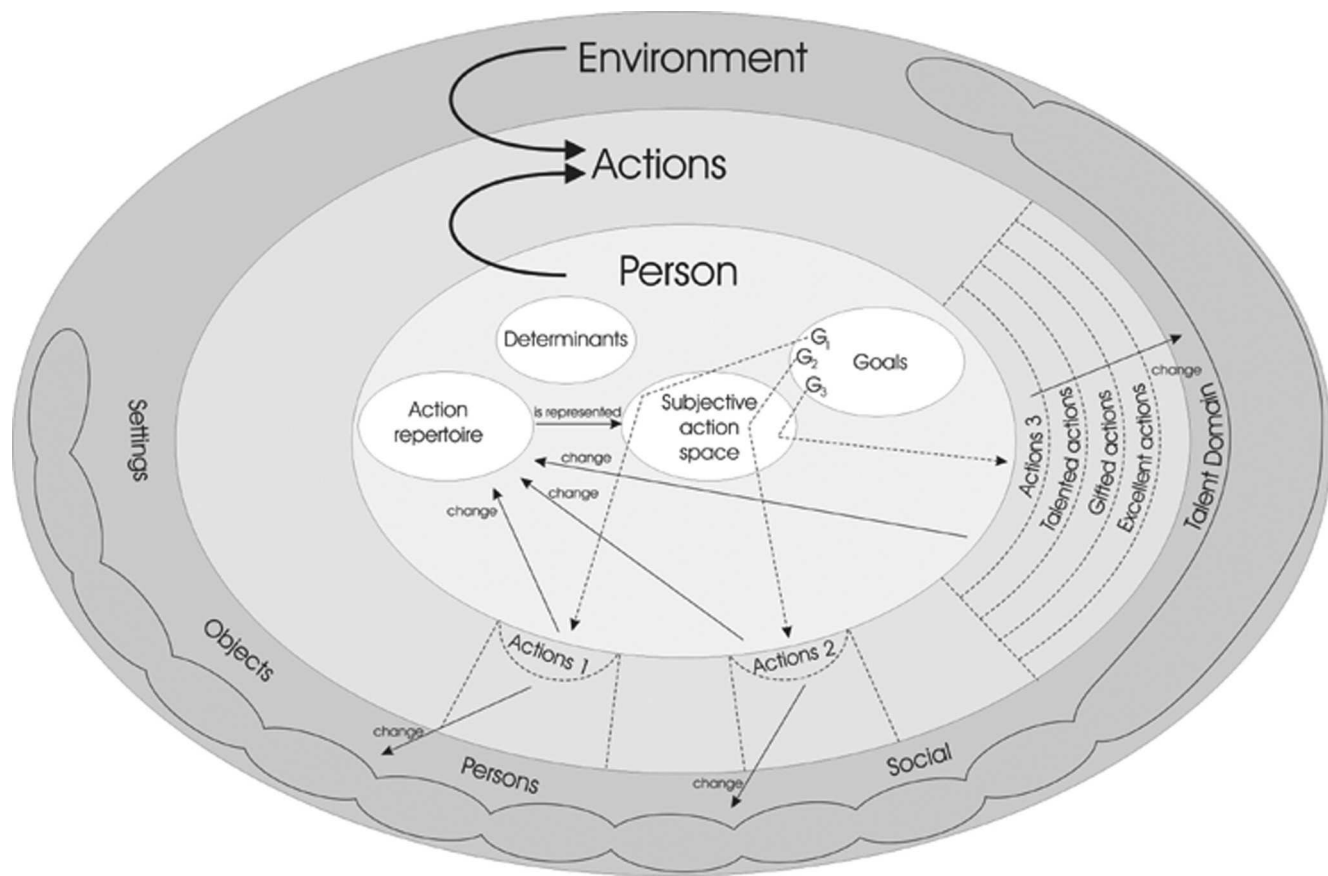 Environment
Actions
Person
Determinants
G1
G2
G3
Goals
Action
repertoire
is represented
Subjective
action
space
change
change
change
Actions 3
Talented actions
Gifted actions
Excellent actions
change
Talent Domain
Settings
Objects
Persons
Social
Actions 1
Actions 2
change
change